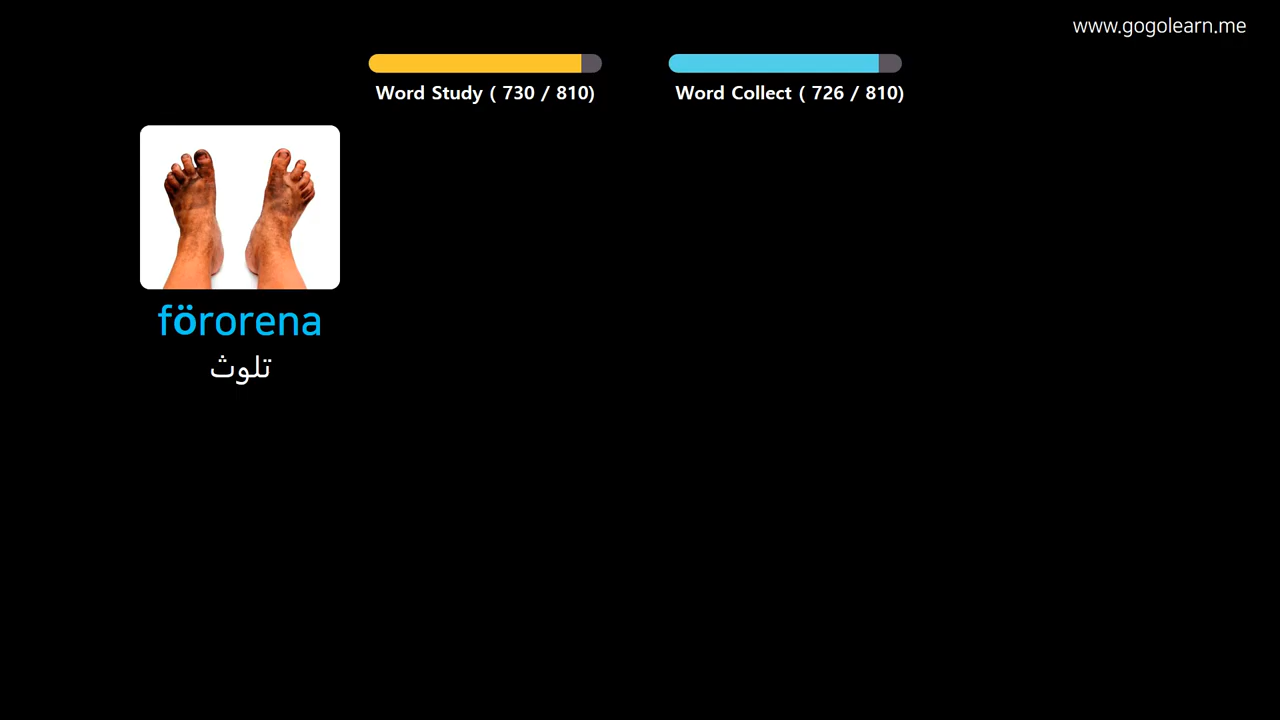 www.gogolearn.me
Word Study ( 730 / 810)
Word Collect ( 726 / 810)
förorena
تلوث